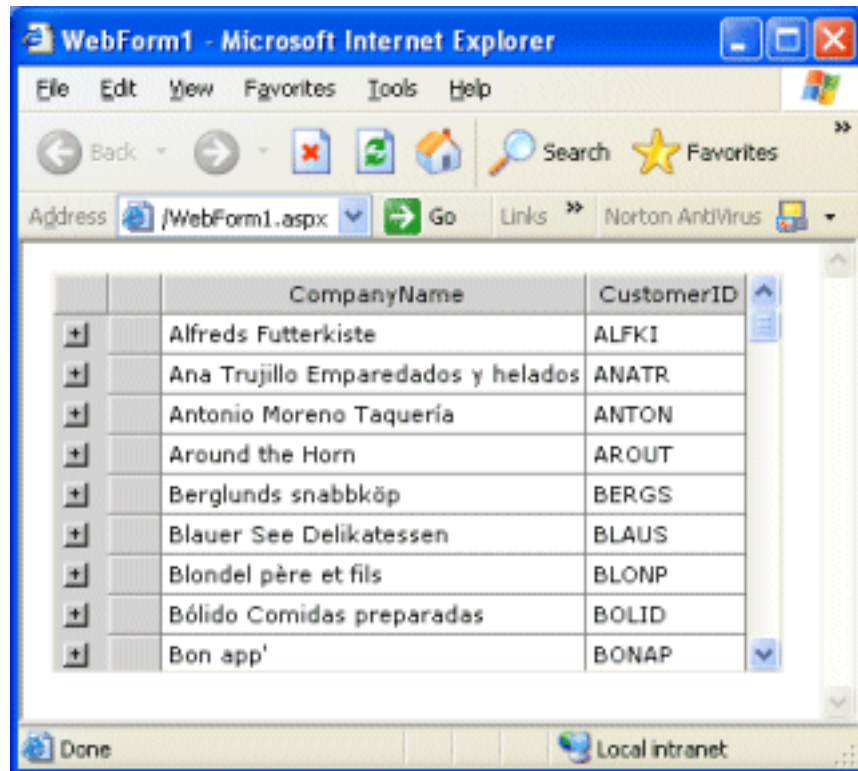 WebForm1 - Microsoft Internet Explorer
File Edit View Favorites Tools Help
Back Search Favorites
Address /WebForm1.aspx Go Links Norton AntiVirus
CompanyName CustomerID
Alfreds Futterkiste ALFKI
Ana Trujillo Emparedados y helados ANATR
Antonio Moreno Taquería ANTON
Around the Horn AROUT
Berglunds snabbköp BERGS
Blauer See Delikatessen BLAUS
Blondel père et fils BLONP
Bólido Comidas preparadas BOLID
Bon app' BONAP
Done Local intranet